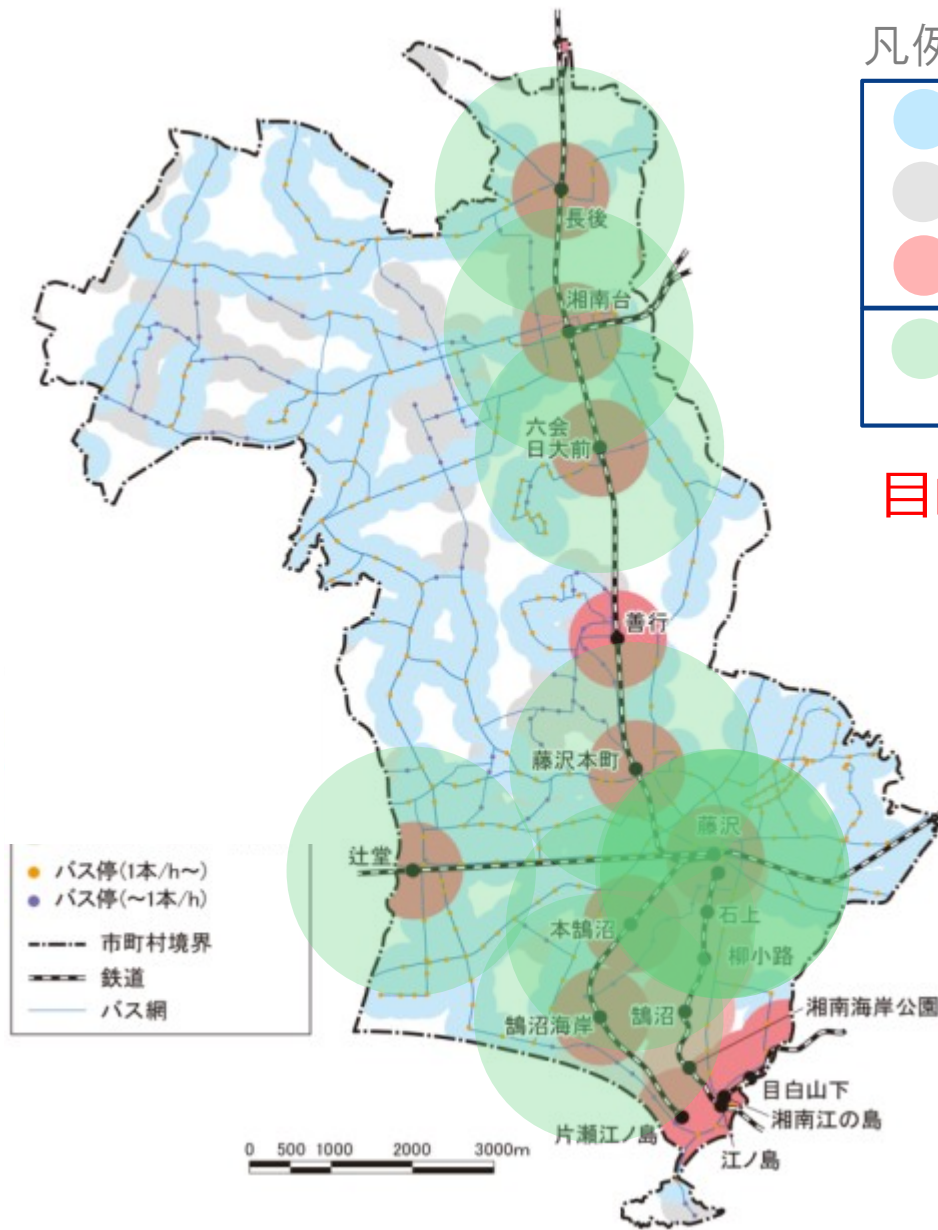 凡例
長後
湘南台
六会
日大前
目
善行
藤沢本町
藤沢
辻堂
バス停(1本/h～)
バス停(～1本/h)
市町村境界
鉄道
バス網
石上
本鵠沼
柳小路
鵠沼
鵠沼海岸
湘南海岸公園
目白山下
湘南江の島
片瀬江ノ島
江ノ島
0 500 1000 2000 3000m